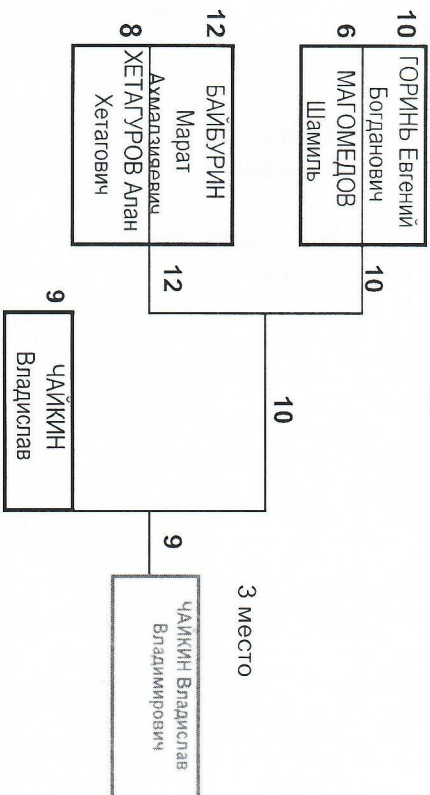 10
ГОРИНЬ Евгений
Богданович
6
МАГОМЕДОВ
Шамиль
10
12
БАЙБУРИН
Марат
Ахмадзияевич
8
ХЕТАГУРОВ Алан
Хетагович
12
10
9
ЧАЙКИН
Владислав
9
3 место
ЧАЙКИН Владислав
Владимирович